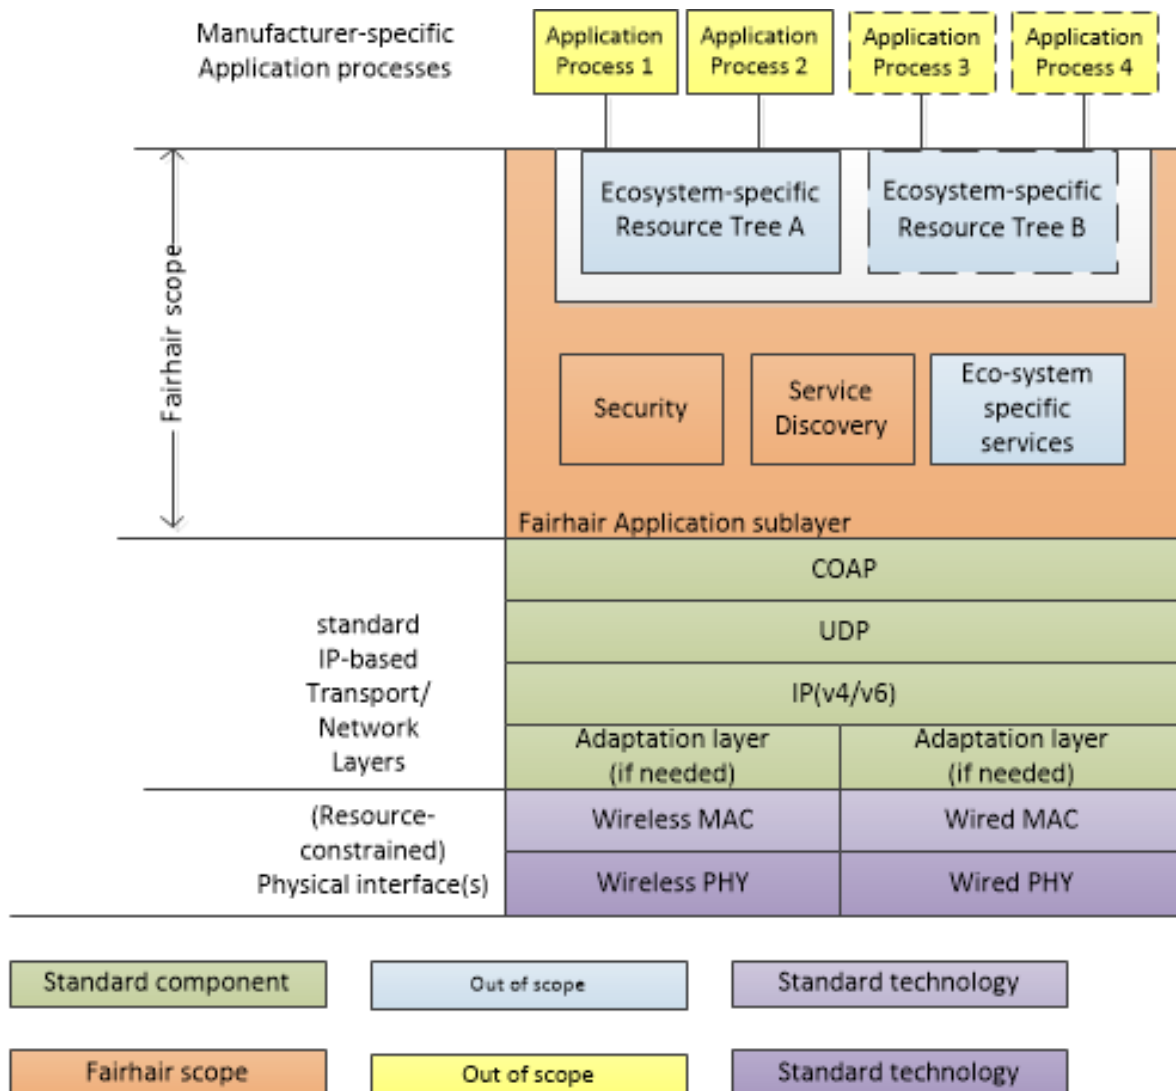 Manufacturer-specific
Application processes
Application
Process 1
Application
Process 2
Application
Process 3
Application
Process 4
Fairhair scope
Ecosystem-specific
Resource Tree A
Ecosystem-specific
Resource Tree B
Security
Service
Discovery
Eco-system
specific
services
Fairhair Application sublayer
standard
IP-based
Transport/
Network
Layers
COAP
UDP
IP(v4/v6)
Adaptation layer
(if needed)
Adaptation layer
(if needed)
(Resource-
constrained)
Physical interface(s)
Wireless MAC
Wired MAC
Wireless PHY
Wired PHY
Standard component
Out of scope
Standard technology
Fairhair scope
Out of scope
Standard technology